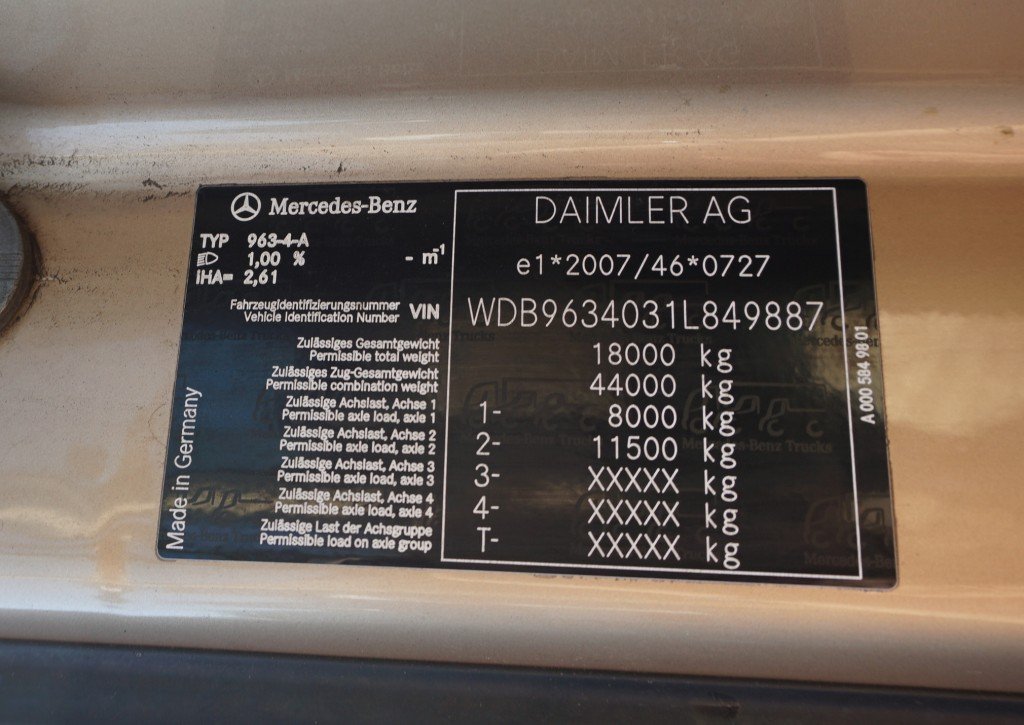 Mercedes-Benz
TYP 963-4-A
1,00 % - m⁻¹
IHA= 2,61
DAIMLER AG
e1*2007/46*0727
Fahrzeugidentifizierungsnummer
Vehicle Identification Number VIN WDB9634031L849887
Zulässiges Gesamtgewicht
Permissible total weight 18000 kg
Zulässiges Zug-Gesamtgewicht
Permissible combination weight 44000 kg
Zulässige Achslast, Achse 1
Permissible axle load, axle 1 1- 8000 kg
Zulässige Achslast, Achse 2
Permissible axle load, axle 2 2- 11500 kg
Zulässige Achslast, Achse 3
Permissible axle load, axle 3 3- XXXXX kg
Zulässige Achslast, Achse 4
Permissible axle load, axle 4 4- XXXXX kg
Zulässige Last der Achsgruppe
Permissible load on axle group T- XXXXX kg
Made in Germany
A 000 584 98 01
Mercedes-Benz Trucks